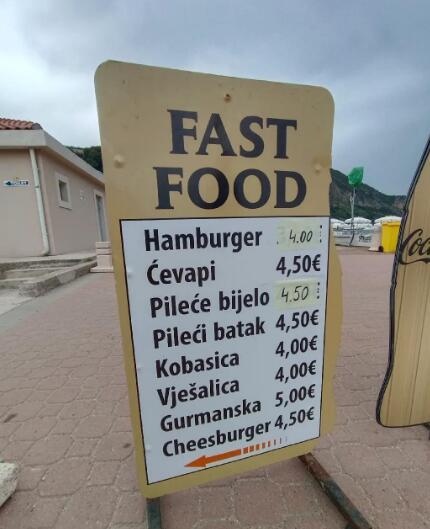 FAST
FOOD
Hamburger 4.00
Ćevapi 4,50€
Pileće bijelo 4.50
Pileći batak 4,50€
Kobasica 4,00€
Vješalica 4,00€
Gurmanska 5,00€
Cheesburger 4,50€
Coc